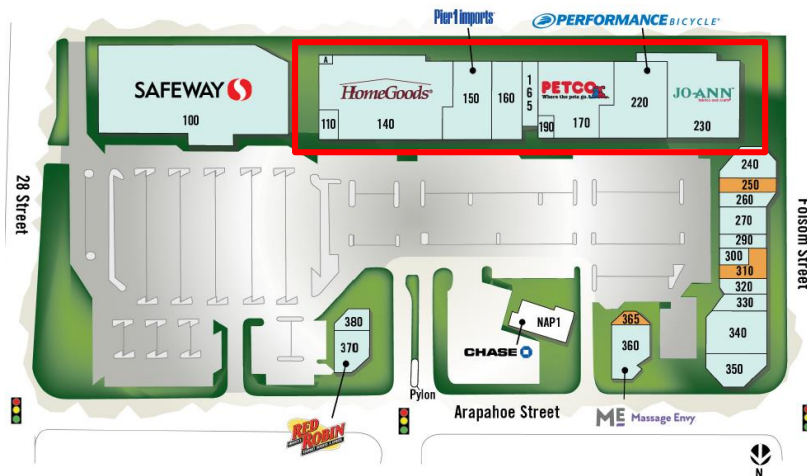 Pier1 imports
PERFORMANCE BICYCLE
SAFEWAY
100
A
HomeGoods
110
140
150
160
165
PETCO
Where the pets go
190
170
220
JO-ANN
230
28 Street
Folsom Street
240
250
260
270
290
300
310
320
330
340
350
380
370
365
360
NAP1
CHASE
Pylon
Arapahoe Street
RED ROBIN
ME Massage Envy
N